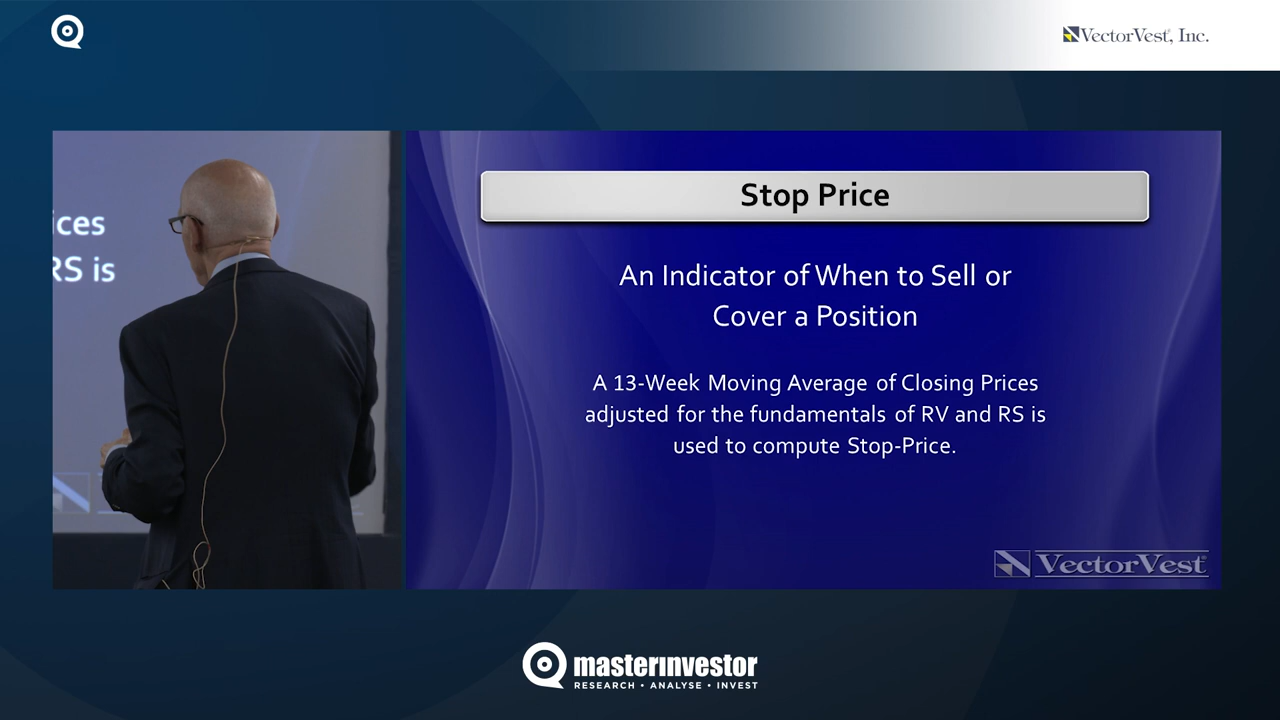 VectorVest, Inc.
ices
RS is
Stop Price
An Indicator of When to Sell or
Cover a Position
A 13-Week Moving Average of Closing Prices
adjusted for the fundamentals of RV and RS is
used to compute Stop-Price.
VectorVest
masterinvestor
RESEARCH • ANALYSE • INVEST